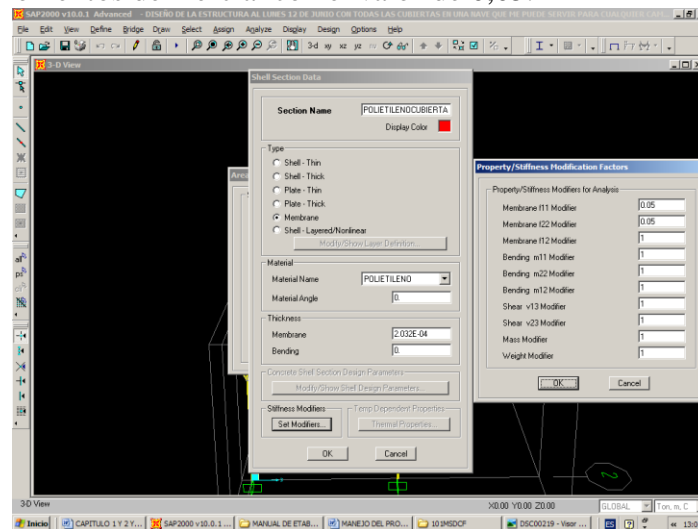 SAP2000 v10.0.1 Advanced - DISEÑO DE LA ESTRUCTURA AL LUNES 12 DE JUNIO CON TODAS LAS CUBIERTAS EN UNA NAVE QUE ME PUEDE SERVIR PARA CUALQUIER
File Edit View Define Bridge Draw Select Assign Analyze Display Design Options Help
3-d xy xz yz
3-D View
Shell Section Data
Section Name POLIETILENOCUBIERTA
Display Color
Type
Shell - Thin
Shell - Thick
Plate - Thin
Plate - Thick
Membrane
Shell - Layered/Nonlinear
Modify/Show Layer Definition...
Material
Material Name POLIETILENO
Material Angle 0.
Thickness
Membrane 2.032E-04
Bending 0.
Concrete Shell Section Design Parameters
Modify/Show Shell Design Parameters...
Stiffness Modifiers
Set Modifiers...
Temp Dependent Properties
Thermal Properties...
OK Cancel
Property/Stiffness Modification Factors
Property/Stiffness Modifiers for Analysis
Membrane f11 Modifier 0.05
Membrane f22 Modifier 0.05
Membrane f12 Modifier 1
Bending m11 Modifier 1
Bending m22 Modifier 1
Bending m12 Modifier 1
Shear v13 Modifier 1
Shear v23 Modifier 1
Mass Modifier 1
Weight Modifier 1
OK Cancel
2
3-D View X0.00 Y0.00 Z0.00 GLOBAL Ton, m, C
Inicio CAPITULO 1 Y 2 Y... SAP2000 v10.0.1 ... MANUAL DE ETAB... MANEJO DEL PRO... 101MSDCF DSC00219 - Visor ... ES